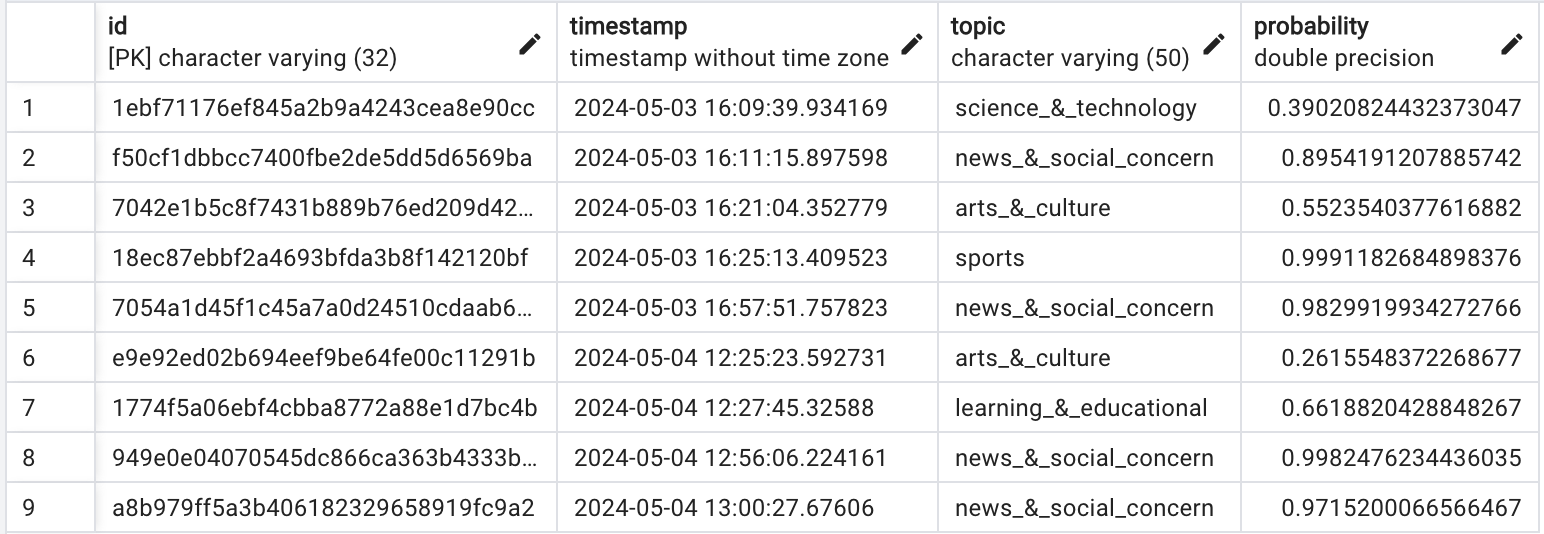 id timestamp topic probability
[PK] character varying (32) timestamp without time zone character varying (50) double precision
1 1ebf71176ef845a2b9a4243cea8e90cc 2024-05-03 16:09:39.934169 science_&_technology 0.39020824432373047
2 f50cf1dbbcc7400fbe2de5dd5d6569ba 2024-05-03 16:11:15.897598 news_&_social_concern 0.8954191207885742
3 7042e1b5c8f7431b889b76ed209d42... 2024-05-03 16:21:04.352779 arts_&_culture 0.5523540377616882
4 18ec87ebbf2a4693bfda3b8f142120bf 2024-05-03 16:25:13.409523 sports 0.9991182684898376
5 7054a1d45f1c45a7a0d24510cdaab6... 2024-05-03 16:57:51.757823 news_&_social_concern 0.9829919934272766
6 e9e92ed02b694eef9be64fe00c11291b 2024-05-04 12:25:23.592731 arts_&_culture 0.2615548372268677
7 1774f5a06ebf4cbba8772a88e1d7bc4b 2024-05-04 12:27:45.32588 learning_&_educational 0.6618820428848267
8 949e0e04070545dc866ca363b4333b... 2024-05-04 12:56:06.224161 news_&_social_concern 0.9982476234436035
9 a8b979ff5a3b406182329658919fc9a2 2024-05-04 13:00:27.67606 news_&_social_concern 0.9715200066566467